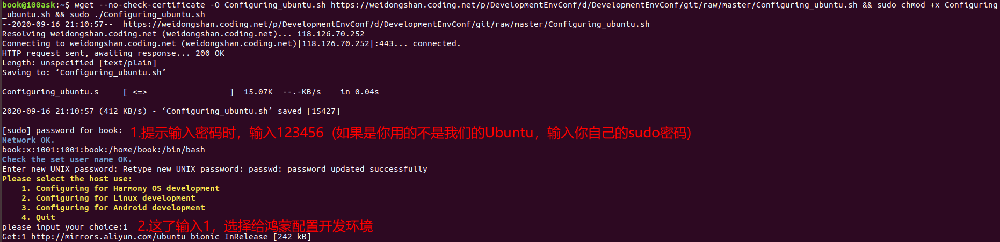 book@100ask:~$ wget --no-check-certificate -O Configuring_ubuntu.sh https://weidongshan.coding.net/p/DevelopmentEnvConf/d/DevelopmentEnvConf/git/raw/master/Configuring_ubuntu.sh && sudo chmod +x Configuring
_ubuntu.sh && sudo ./Configuring_ubuntu.sh
--2020-09-16 21:10:57--  https://weidongshan.coding.net/p/DevelopmentEnvConf/d/DevelopmentEnvConf/git/raw/master/Configuring_ubuntu.sh
Resolving weidongshan.coding.net (weidongshan.coding.net)... 118.126.70.252
Connecting to weidongshan.coding.net (weidongshan.coding.net)|118.126.70.252|:443... connected.
HTTP request sent, awaiting response... 200 OK
Length: unspecified [text/plain]
Saving to: ‘Configuring_ubuntu.sh’
Configuring_ubuntu.s     [ <=>                 ]  15.07K  --.-KB/s    in 0.04s
2020-09-16 21:10:57 (412 KB/s) - ‘Configuring_ubuntu.sh’ saved [15427]
[sudo] password for book: 1.提示输入密码时，输入123456（如果是你用的不是我们的Ubuntu，输入你自己的sudo密码)
Network OK.
book:x:1001:1001:book:/home/book:/bin/bash
Check the set user name OK.
Enter new UNIX password: Retype new UNIX password: passwd: password updated successfully
Please select the host use:
    1. Configuring for Harmony OS development
    2. Configuring for Linux development
    3. Configuring for Android development
    4. Quit
please input your choice:1 2.这了输入1，选择给鸿蒙配置开发环境
Get:1 http://mirrors.aliyun.com/ubuntu bionic InRelease [242 kB]